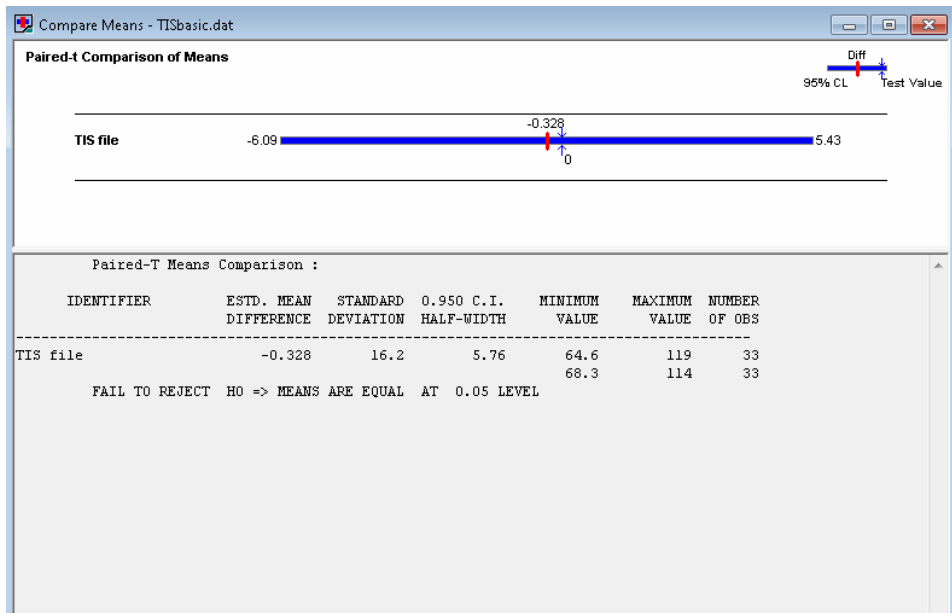 Compare Means - TISbasic.dat
Paired-t Comparison of Means
Diff
95% CL Test Value
-0.328
TIS file -6.09 5.43
0
Paired-T Means Comparison :
IDENTIFIER ESTD. MEAN STANDARD 0.950 C.I. MINIMUM MAXIMUM NUMBER
DIFFERENCE DEVIATION HALF-WIDTH VALUE VALUE OF OBS
--------------------------------------------------------------------------------
TIS file -0.328 16.2 5.76 64.6 119 33
68.3 114 33
FAIL TO REJECT H0 => MEANS ARE EQUAL AT 0.05 LEVEL